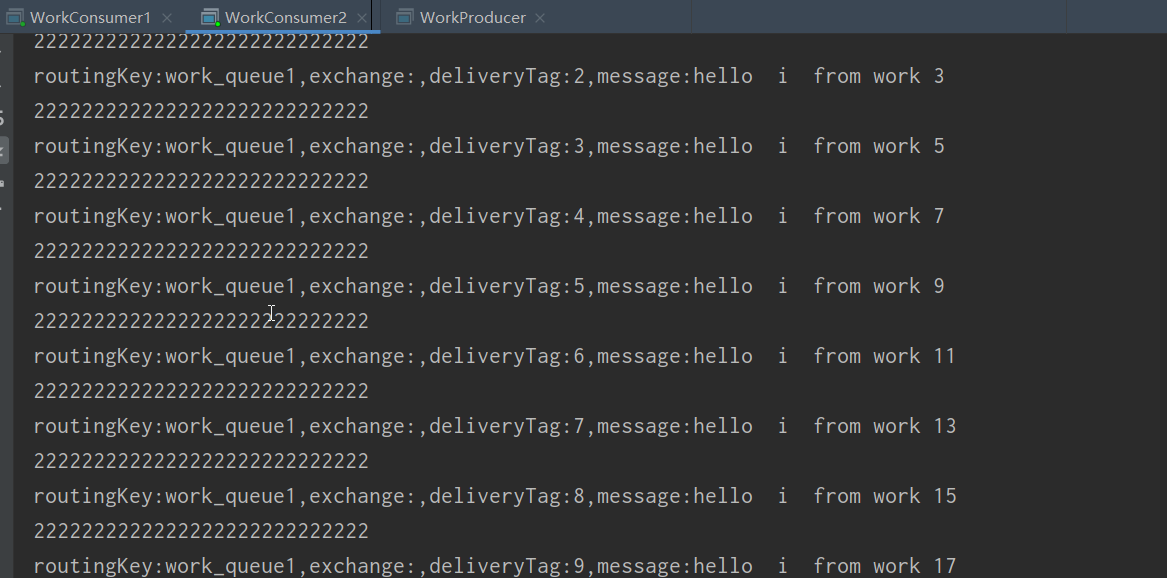 WorkConsumer1 WorkConsumer2 WorkProducer
2222222222222222222222222222
routingKey:work_queue1,exchange:,deliveryTag:2,message:hello  i  from work 3
2222222222222222222222222222
routingKey:work_queue1,exchange:,deliveryTag:3,message:hello  i  from work 5
2222222222222222222222222222
routingKey:work_queue1,exchange:,deliveryTag:4,message:hello  i  from work 7
2222222222222222222222222222
routingKey:work_queue1,exchange:,deliveryTag:5,message:hello  i  from work 9
2222222222222222222222222222
routingKey:work_queue1,exchange:,deliveryTag:6,message:hello  i  from work 11
2222222222222222222222222222
routingKey:work_queue1,exchange:,deliveryTag:7,message:hello  i  from work 13
2222222222222222222222222222
routingKey:work_queue1,exchange:,deliveryTag:8,message:hello  i  from work 15
2222222222222222222222222222
routingKey:work_queue1,exchange:,deliveryTag:9,message:hello  i  from work 17